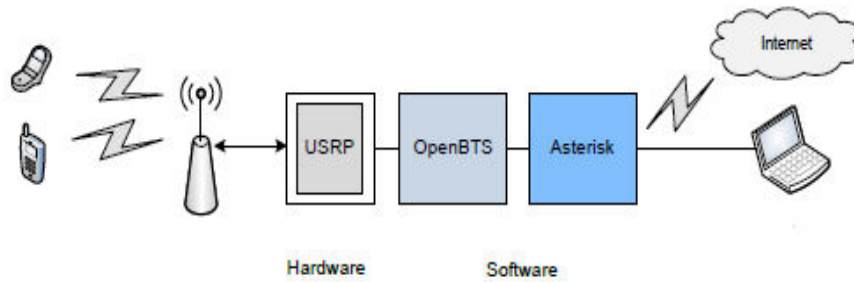 Internet
USRP
OpenBTS
Asterisk
Hardware
Software